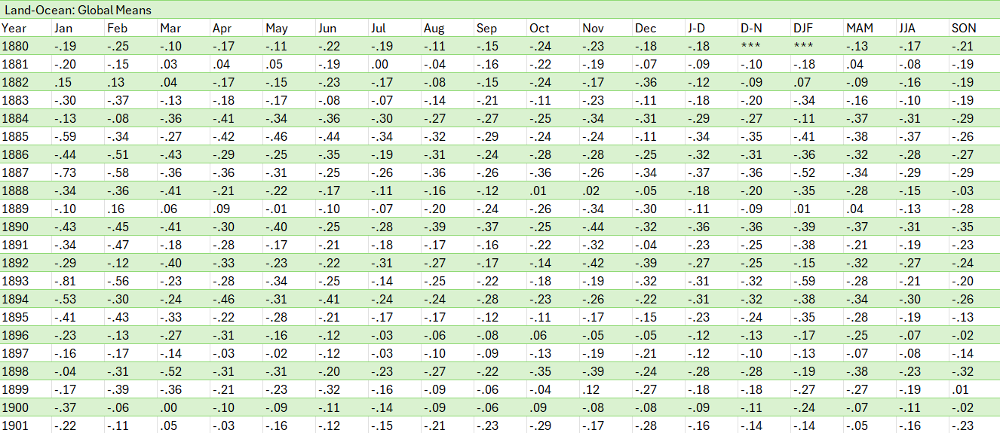 Land-Ocean: Global Means
Year Jan Feb Mar Apr May Jun Jul Aug Sep Oct Nov Dec J-D D-N DJF MAM JJA SON
1880 -.19 -.25 -.10 -.17 -.11 -.22 -.19 -.11 -.15 -.24 -.23 -.18 -.18 *** *** -.13 -.17 -.21
1881 -.20 -.15 .03 .04 .05 -.19 .00 -.04 -.16 -.22 -.19 -.07 -.09 -.10 -.18 .04 -.08 -.19
1882 .15 .13 .04 -.17 -.15 -.23 -.17 -.08 -.15 -.24 -.17 -.36 -.12 -.09 .07 -.09 -.16 -.19
1883 -.30 -.37 -.13 -.18 -.17 -.08 -.07 -.14 -.21 -.11 -.23 -.11 -.18 -.20 -.34 -.16 -.10 -.19
1884 -.13 -.08 -.36 -.41 -.34 -.36 -.30 -.27 -.27 -.25 -.34 -.31 -.29 -.27 -.11 -.37 -.31 -.29
1885 -.59 -.34 -.27 -.42 -.46 -.44 -.34 -.32 -.29 -.24 -.24 -.11 -.34 -.35 -.41 -.38 -.37 -.26
1886 -.44 -.51 -.43 -.29 -.25 -.35 -.19 -.31 -.24 -.28 -.28 -.25 -.32 -.31 -.36 -.32 -.28 -.27
1887 -.73 -.58 -.36 -.36 -.31 -.25 -.26 -.36 -.26 -.36 -.26 -.34 -.37 -.36 -.52 -.34 -.29 -.29
1888 -.34 -.36 -.41 -.21 -.22 -.17 -.11 -.16 -.12 .01 .02 -.05 -.18 -.20 -.35 -.28 -.15 -.03
1889 -.10 .16 .06 .09 -.01 -.10 -.07 -.20 -.24 -.26 -.34 -.30 -.11 -.09 .01 .04 -.13 -.28
1890 -.43 -.45 -.41 -.30 -.40 -.25 -.28 -.39 -.37 -.25 -.44 -.32 -.36 -.36 -.39 -.37 -.31 -.35
1891 -.34 -.47 -.18 -.28 -.17 -.21 -.18 -.17 -.16 -.22 -.32 -.04 -.23 -.25 -.38 -.21 -.19 -.23
1892 -.29 -.12 -.40 -.33 -.23 -.22 -.31 -.27 -.17 -.14 -.42 -.39 -.27 -.25 -.15 -.32 -.27 -.24
1893 -.81 -.56 -.23 -.28 -.34 -.25 -.14 -.25 -.22 -.18 -.19 -.32 -.31 -.32 -.59 -.28 -.21 -.20
1894 -.53 -.30 -.24 -.46 -.31 -.41 -.24 -.24 -.28 -.23 -.26 -.22 -.31 -.32 -.38 -.34 -.30 -.26
1895 -.41 -.43 -.33 -.22 -.28 -.21 -.17 -.17 -.12 -.11 -.17 -.15 -.23 -.24 -.35 -.28 -.19 -.13
1896 -.23 -.13 -.27 -.31 -.16 -.12 -.03 -.06 -.08 .06 -.05 -.05 -.12 -.13 -.17 -.25 -.07 -.02
1897 -.16 -.17 -.14 -.03 -.02 -.12 -.03 -.10 -.09 -.13 -.19 -.21 -.12 -.10 -.13 -.07 -.08 -.14
1898 -.04 -.31 -.52 -.31 -.31 -.20 -.23 -.27 -.22 -.35 -.39 -.24 -.28 -.28 -.19 -.38 -.23 -.32
1899 -.17 -.39 -.36 -.21 -.23 -.32 -.16 -.09 -.06 -.04 .12 -.27 -.18 -.18 -.27 -.27 -.19 .01
1900 -.37 -.06 .00 -.10 -.09 -.11 -.14 -.09 -.06 .09 -.08 -.08 -.09 -.11 -.24 -.07 -.11 -.02
1901 -.22 -.11 .05 -.03 -.16 -.12 -.15 -.21 -.23 -.29 -.17 -.28 -.16 -.14 -.14 -.05 -.16 -.23